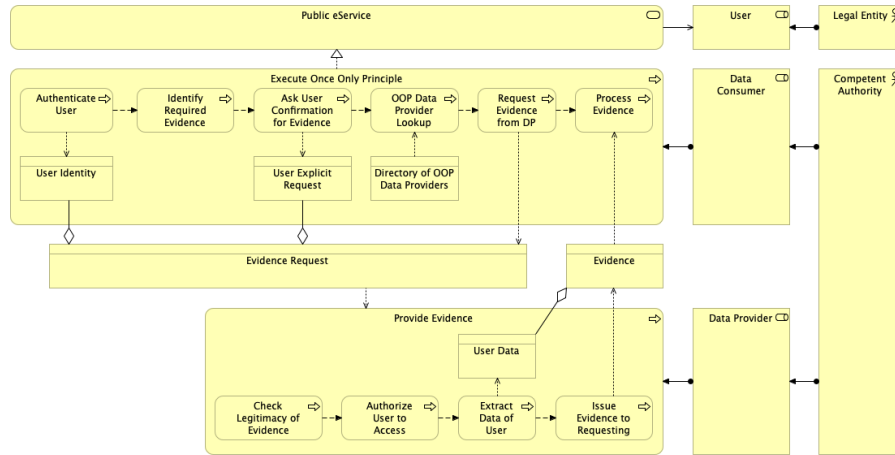 Public eService
User
Legal Entity
Execute Once Only Principle
Data
Consumer
Competent
Authority
Authenticate
User
Identify
Required
Evidence
Ask User
Confirmation
for Evidence
OOP Data
Provider
Lookup
Request
Evidence
from DP
Process
Evidence
User Identity
User Explicit
Request
Directory of OOP
Data Providers
Evidence Request
Evidence
Provide Evidence
Data Provider
User Data
Check
Legitimacy of
Evidence
Authorize
User to
Access
Extract
Data of
User
Issue
Evidence to
Requesting